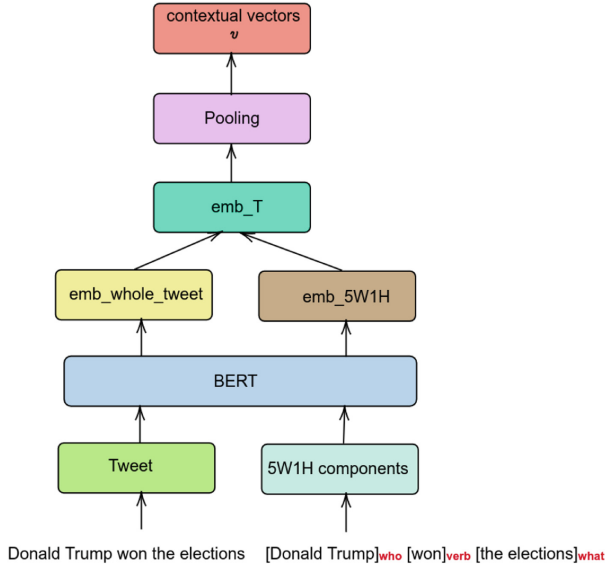 contextual vectors
v
Pooling
emb_T
emb_whole_tweet
emb_5W1H
BERT
Tweet
5W1H components
Donald Trump won the elections
[Donald Trump]who [won]verb [the elections]what